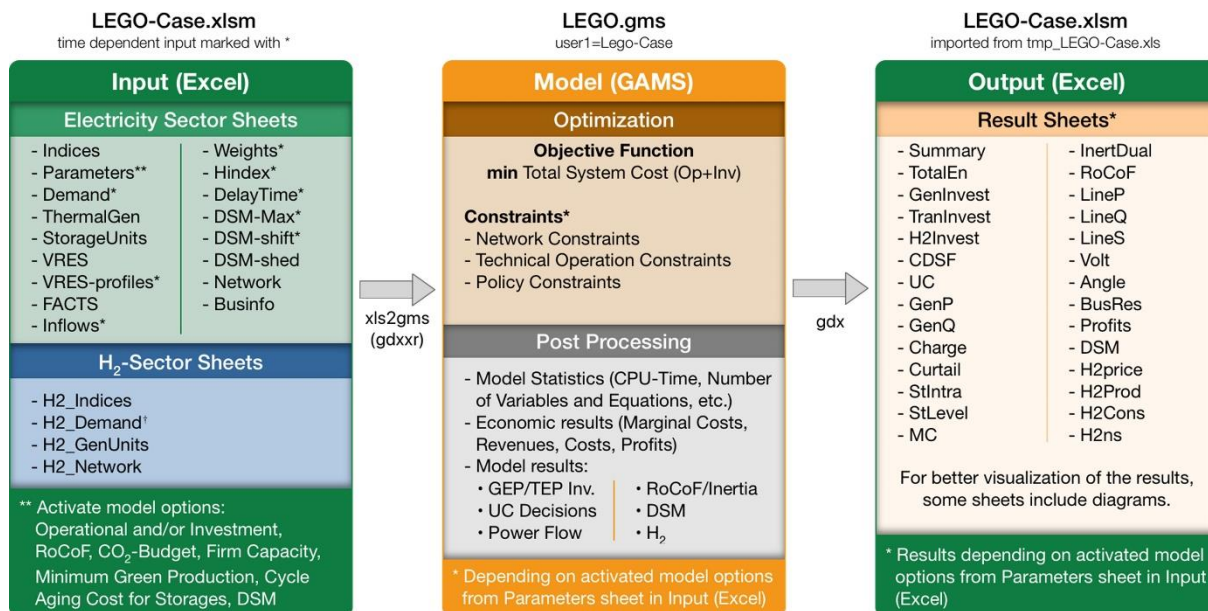 LEGO-Case.xlsm
time dependent input marked with *
Input (Excel)
Electricity Sector Sheets
- Indices
- Parameters**
- Demand*
- ThermalGen
- StorageUnits
- VRES
- VRES-profiles*
- FACTS
- Inflows*
- Weights*
- Hindex*
- DelayTime*
- DSM-Max*
- DSM-shift*
- DSM-shed
- Network
- Businfo
H₂-Sector Sheets
- H2_Indices
- H2_Demand†
- H2_GenUnits
- H2_Network
** Activate model options:
Operational and/or Investment,
RoCoF, CO₂-Budget, Firm Capacity,
Minimum Green Production, Cycle
Aging Cost for Storages, DSM
xls2gms
(gdxxr)
LEGO.gms
user1=Lego-Case
Model (GAMS)
Optimization
Objective Function
min Total System Cost (Op+Inv)
Constraints*
- Network Constraints
- Technical Operation Constraints
- Policy Constraints
Post Processing
- Model Statistics (CPU-Time, Number
of Variables and Equations, etc.)
- Economic results (Marginal Costs,
Revenues, Costs, Profits)
- Model results:
• GEP/TEP Inv.
• UC Decisions
• Power Flow
• RoCoF/Inertia
• DSM
• H₂
* Depending on activated model options
from Parameters sheet in Input (Excel)
gdx
LEGO-Case.xlsm
imported from tmp_LEGO-Case.xls
Output (Excel)
Result Sheets*
- Summary
- TotalEn
- GenInvest
- TranInvest
- H2Invest
- CDSF
- UC
- GenP
- GenQ
- Charge
- Curtail
- StIntra
- StLevel
- MC
- InertDual
- RoCoF
- LineP
- LineQ
- LineS
- Volt
- Angle
- BusRes
- Profits
- DSM
- H2price
- H2Prod
- H2Cons
- H2ns
For better visualization of the results,
some sheets include diagrams.
* Results depending on activated model
options from Parameters sheet in Input
(Excel)